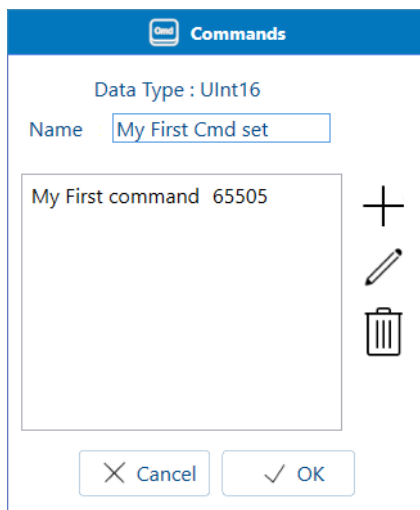 Cmd Commands
Data Type : UInt16
Name My First Cmd set
My First command 65505
Cancel OK